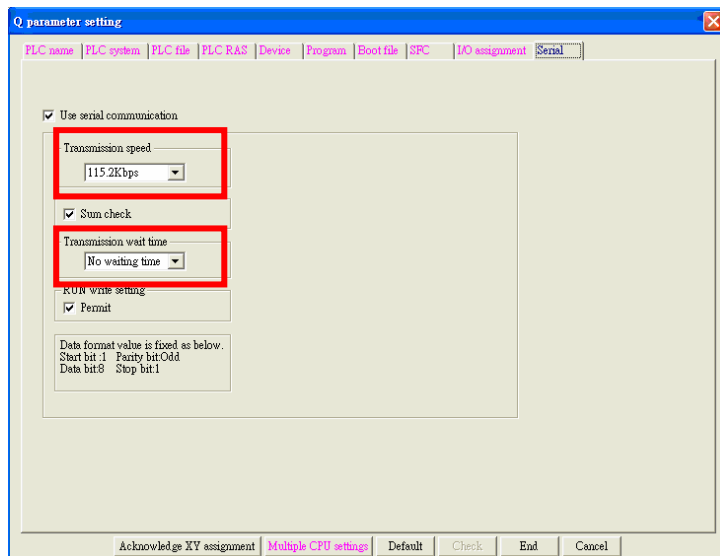 Q parameter setting
PLC name PLC system PLC file PLC RAS Device Program Boot file SFC I/O assignment Serial
Use serial communication
Transmission speed
115.2Kbps
Sum check
Transmission wait time
No waiting time
RUN write setting
Permit
Data format value is fixed as below.
Start bit :1 Parity bit:Odd
Data bit:8 Stop bit:1
Acknowledge XY assignment Multiple CPU settings Default Check End Cancel